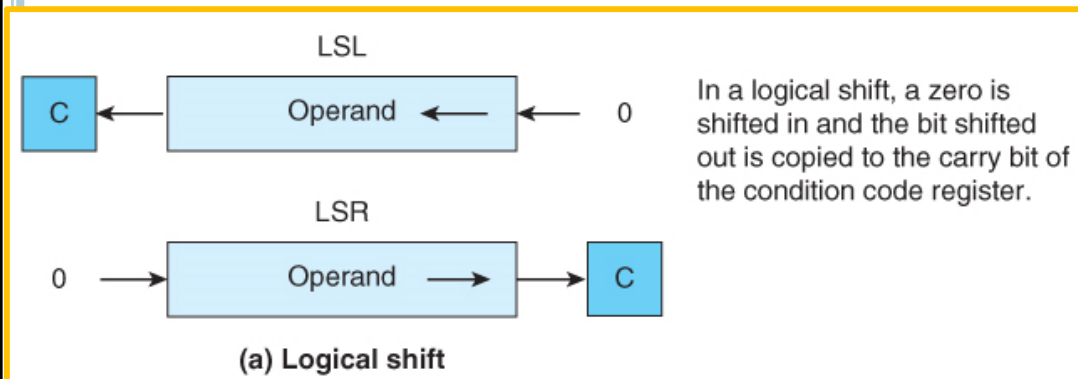 LSL
C Operand 0
In a logical shift, a zero is
shifted in and the bit shifted
out is copied to the carry bit of
the condition code register.
LSR
0 Operand C
(a) Logical shift